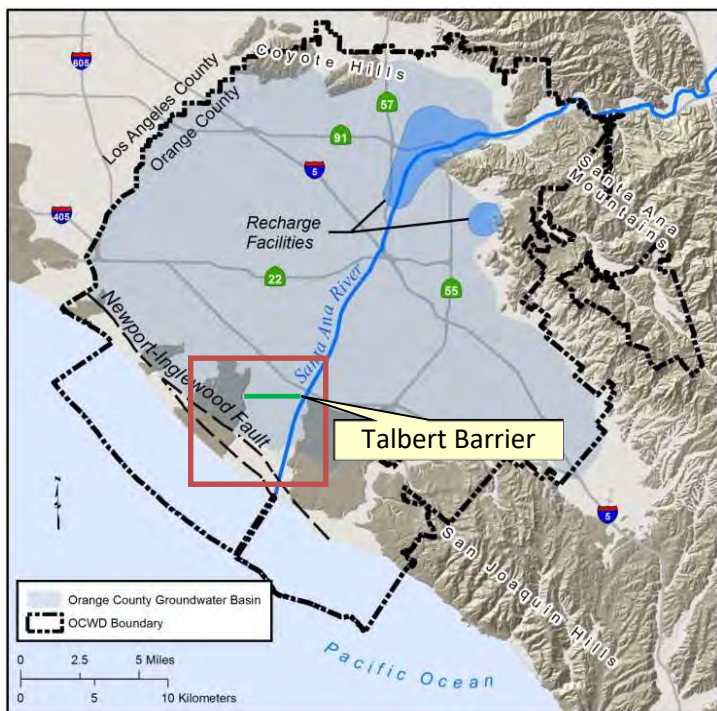 Coyote Hills
605
Los Angeles County
Orange County
57
91
5
Santa Ana
Mountains
405
Recharge
Facilities
22
55
Santa Ana River
Newport-Inglewood Fault
Talbert Barrier
N
5
San Joaquin Hills
Orange County Groundwater Basin
OCWD Boundary
0 2.5 5 Miles
0 5 10 Kilometers
Pacific Ocean